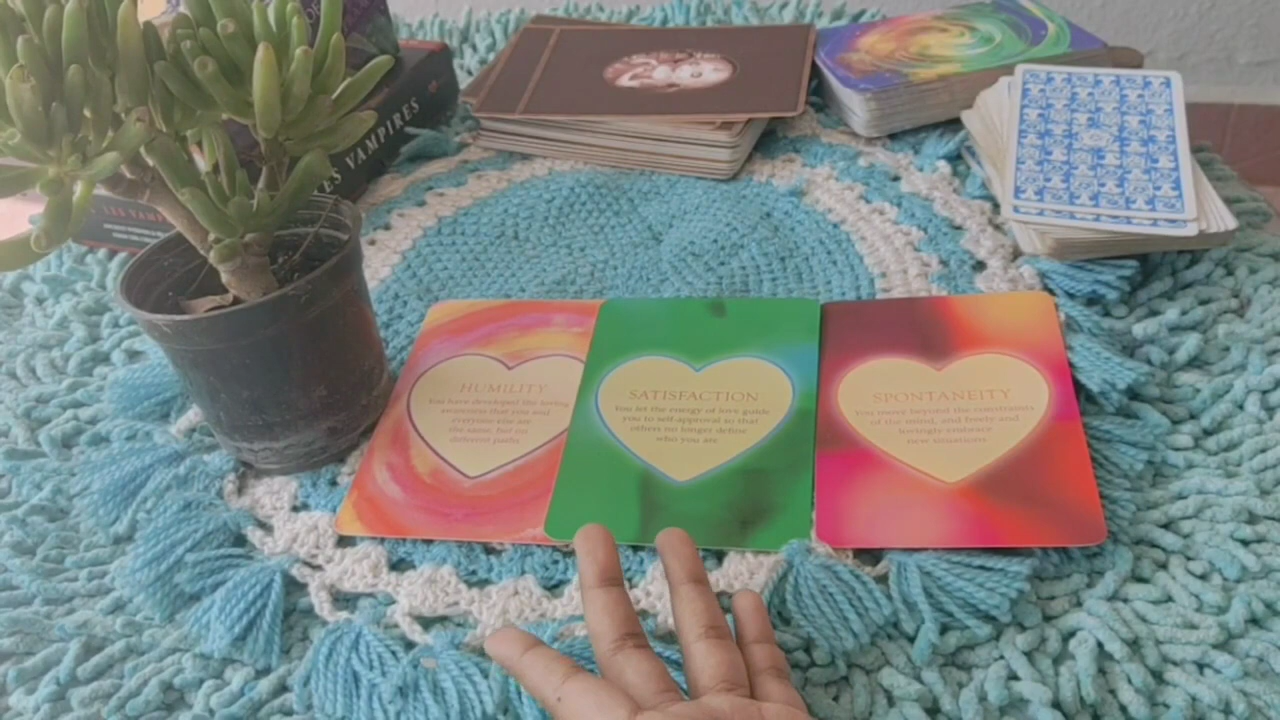 VAMPIRES
LES VAMP
HUMILITY
You have developed the loving
awareness that you and
everyone else are
the same, but on
different paths
SATISFACTION
You let the energy of love guide
you to self-approval so that
others no longer define
who you are
SPONTANEITY
You move beyond the constraints
of the mind, and freely and
lovingly embrace
new situations